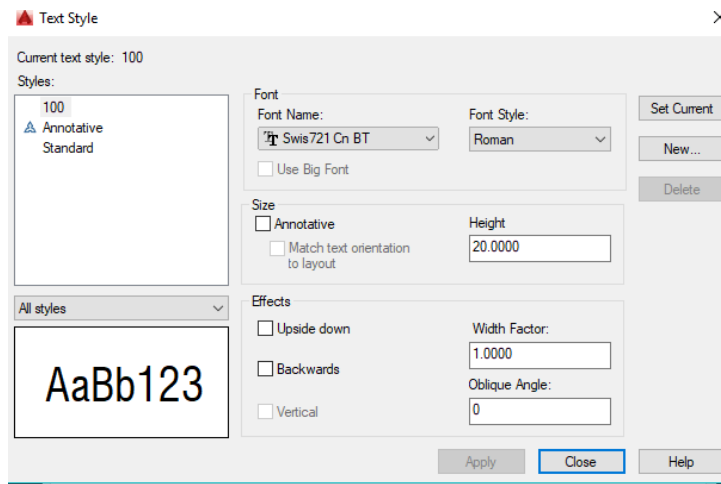 Text Style
Current text style: 100
Styles:
100
Annotative
Standard
All styles
AaBb123
Font
Font Name:
Swis721 Cn BT
Use Big Font
Font Style:
Roman
Size
Annotative
Match text orientation
to layout
Height
20.0000
Effects
Upside down
Backwards
Vertical
Width Factor:
1.0000
Oblique Angle:
0
Set Current
New...
Delete
Apply
Close
Help